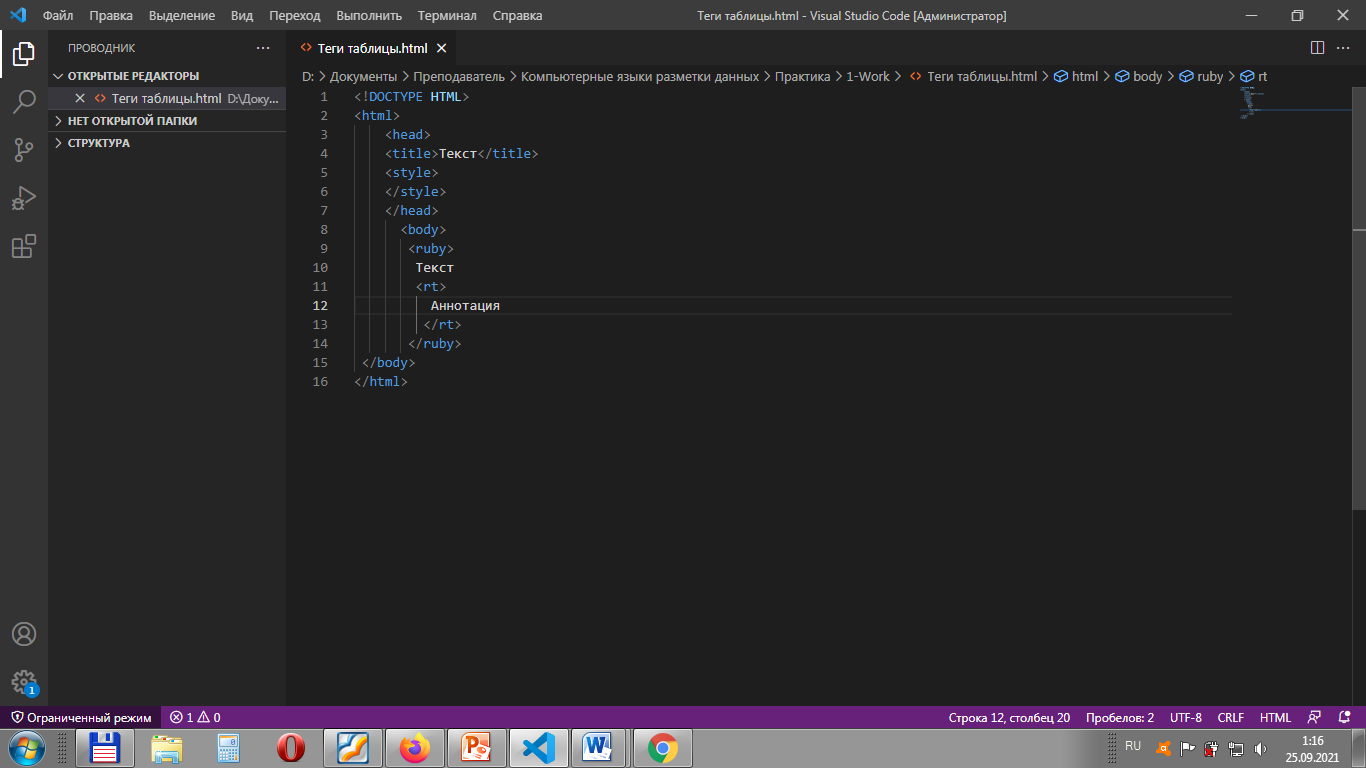 Файл Правка Выделение Вид Переход Выполнить Терминал Справка Теги таблицы.html - Visual Studio Code [Администратор]
ПРОВОДНИК ··· Теги таблицы.html
ОТКРЫТЫЕ РЕДАКТОРЫ
Теги таблицы.html D:\Доку...
НЕТ ОТКРЫТОЙ ПАПКИ
СТРУКТУРА
D: > Документы > Преподаватель > Компьютерные языки разметки данных > Практика > 1-Work > Теги таблицы.html > html > body > ruby > rt
1 <!DOCTYPE HTML>
2 <html>
3 <head>
4 <title>Текст</title>
5 <style>
6 </style>
7 </head>
8 <body>
9 <ruby>
10 Текст
11 <rt>
12 Аннотация
13 </rt>
14 </ruby>
15 </body>
16 </html>
1
Ограниченный режим 1 0 Строка 12, столбец 20 Пробелов: 2 UTF-8 CRLF HTML
RU 1:16
25.09.2021